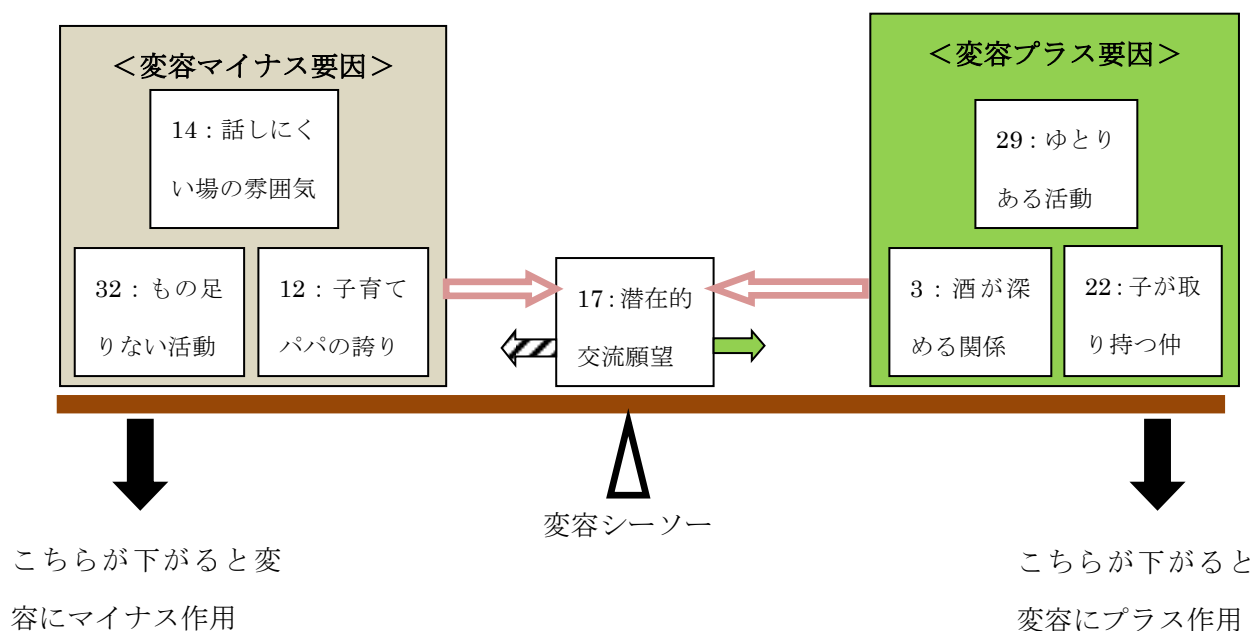 ＜変容マイナス要因＞
14：話しにく
い場の雰囲気
32：もの足
りない活動
12：子育て
パパの誇り
17：潜在的
交流願望
＜変容プラス要因＞
29：ゆとり
ある活動
3：酒が深
める関係
22：子が取
り持つ仲
変容シーソー
こちらが下がると変
容にマイナス作用
こちらが下がると
変容にプラス作用